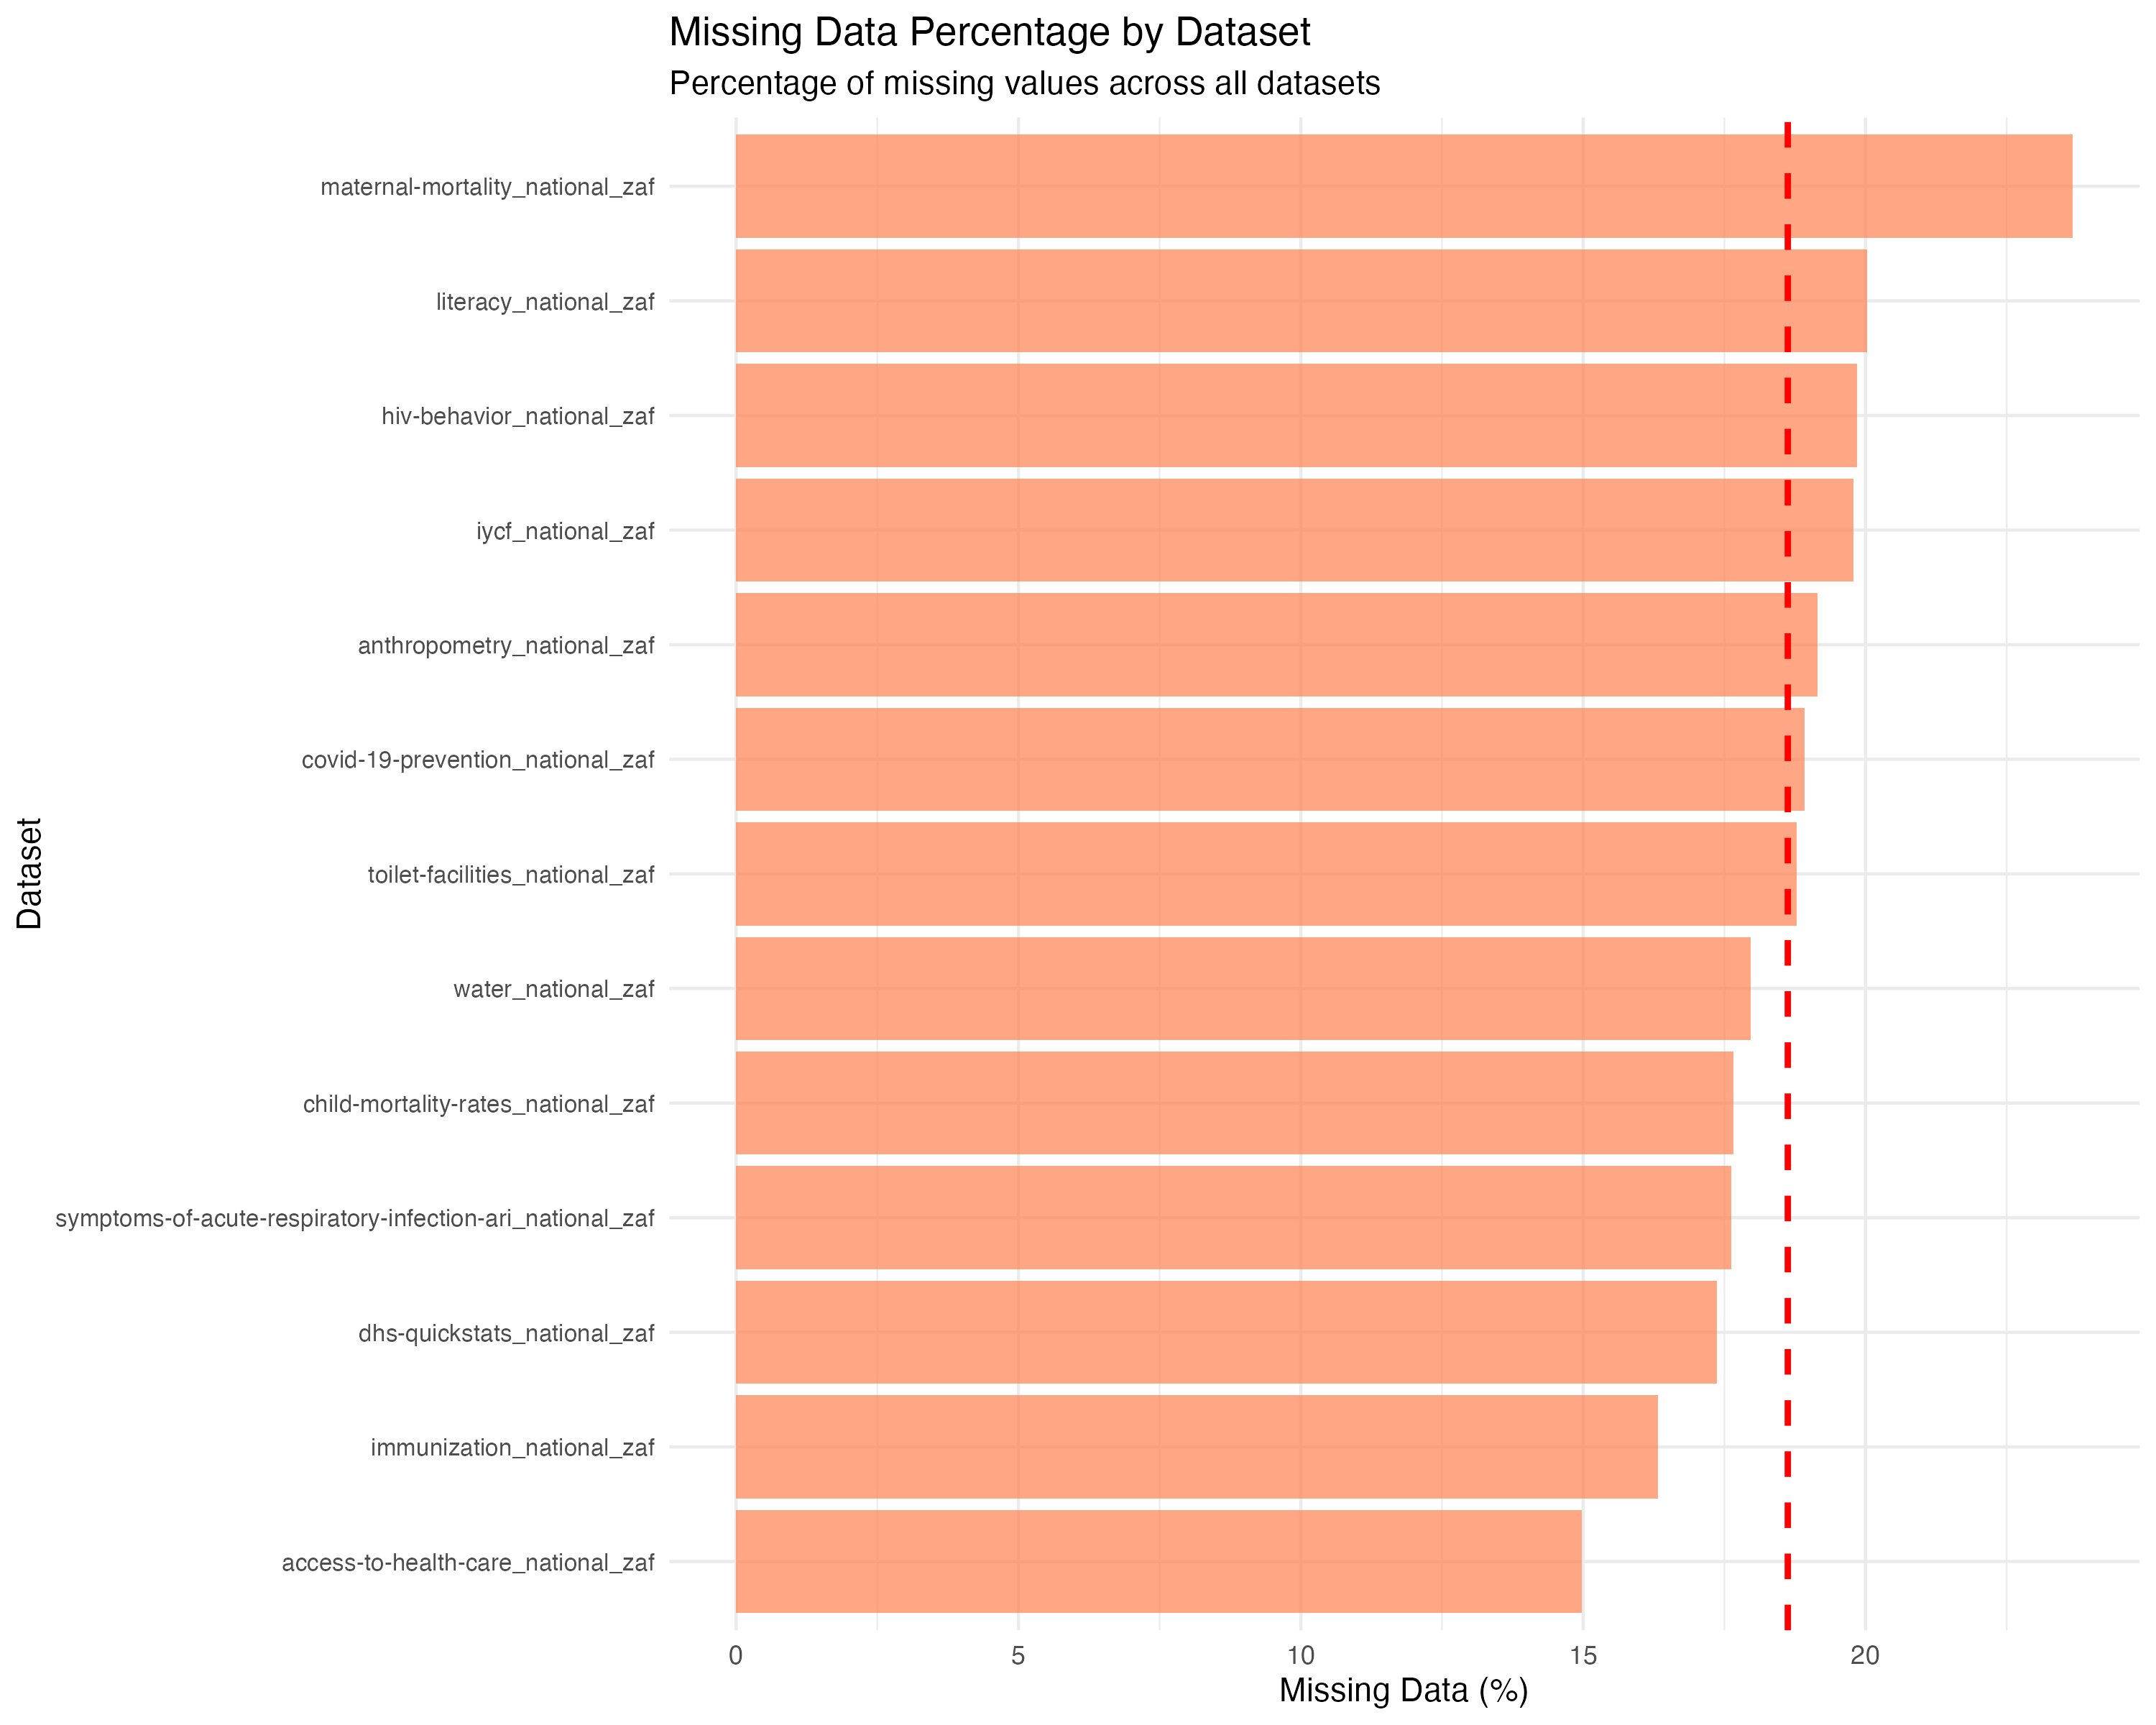 Missing Data Percentage by Dataset
Percentage of missing values across all datasets
Dataset
maternal-mortality_national_zaf
literacy_national_zaf
hiv-behavior_national_zaf
iycf_national_zaf
anthropometry_national_zaf
covid-19-prevention_national_zaf
toilet-facilities_national_zaf
water_national_zaf
child-mortality-rates_national_zaf
symptoms-of-acute-respiratory-infection-ari_national_zaf
dhs-quickstats_national_zaf
immunization_national_zaf
access-to-health-care_national_zaf
0 5 10 15 20
Missing Data (%)